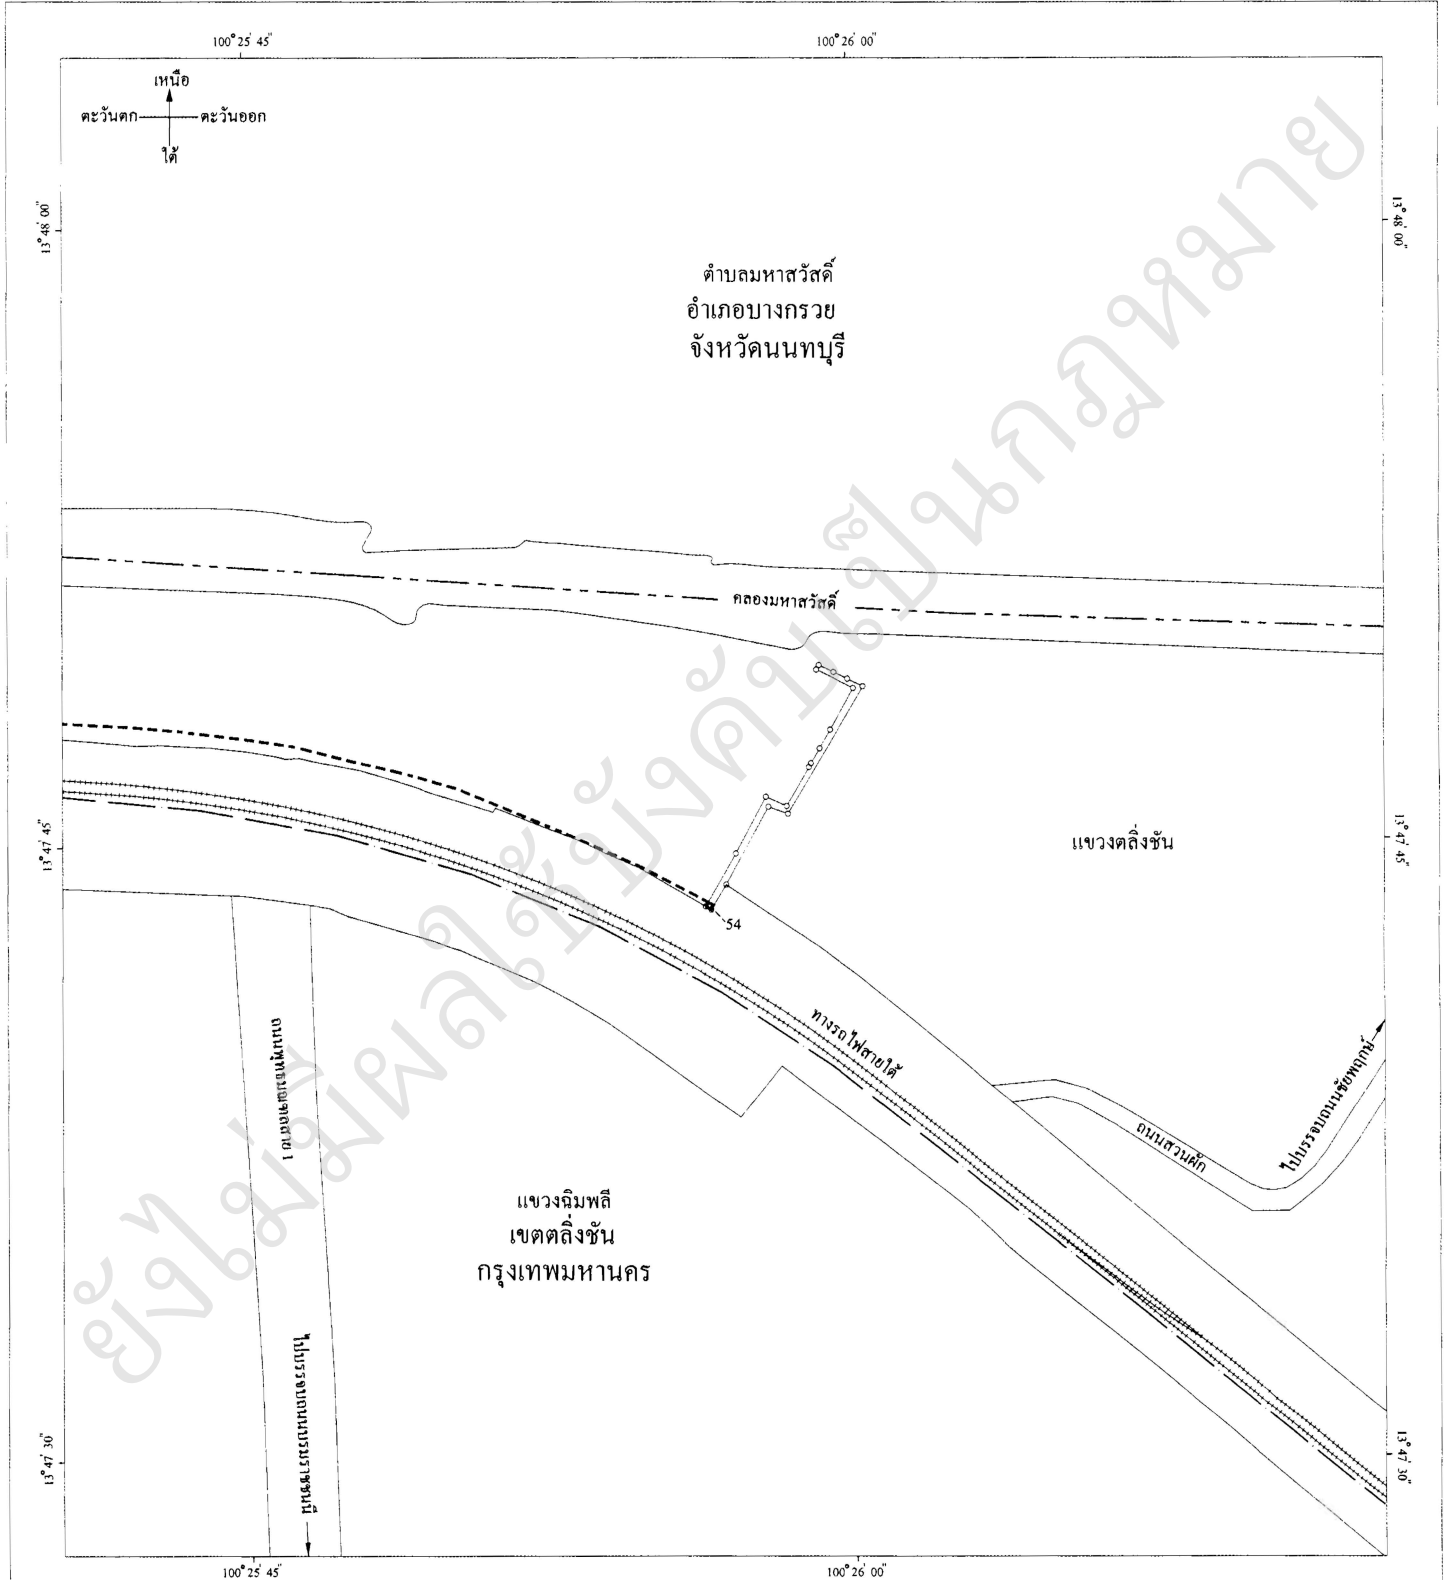 100° 25' 45"
100° 26' 00"
เหนือ
ตะวันตก
ตะวันออก
ใต้
13° 48' 00"
13° 48' 00"
ตำบลมหาสวัสดิ์
อำเภอบางกรวย
จังหวัดนนทบุรี
คลองมหาสวัสดิ์
13° 47' 45"
13° 47' 45"
แขวงตลิ่งชัน
54
ทางรถไฟสายใต้
ถนนพุทธมณฑลสาย 1
ถนนสวนผัก
ไปบรรจบถนนชัยพฤกษ์
แขวงฉิมพลี
เขตตลิ่งชัน
กรุงเทพมหานคร
ไปบรรจบถนนบรมราชชนนี
13° 47' 30"
13° 47' 30"
100° 25' 45"
100° 26' 00"
ยังไม่มีผลใช้บังคับเป็นกฎหมาย